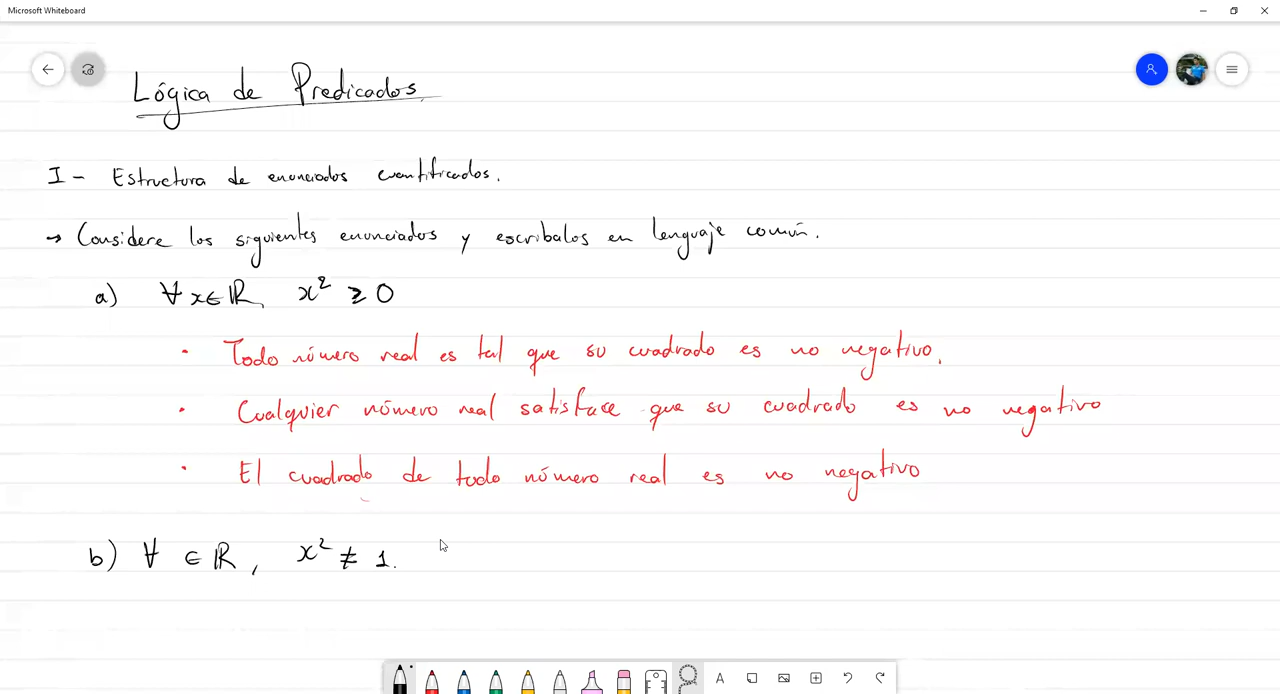 Microsoft Whiteboard
Lógica de Predicados
I - Estructura de enunciados cuantificados.
→ Considere los siguientes enunciados y escríbalos en lenguaje común.
a) ∀ x ∈ ℝ, x² ≥ 0
• Todo número real es tal que su cuadrado es no negativo.
• Cualquier número real satisface que su cuadrado es no negativo
• El cuadrado de todo número real es no negativo
b) ∀ ∈ ℝ, x² ≠ 1.
A